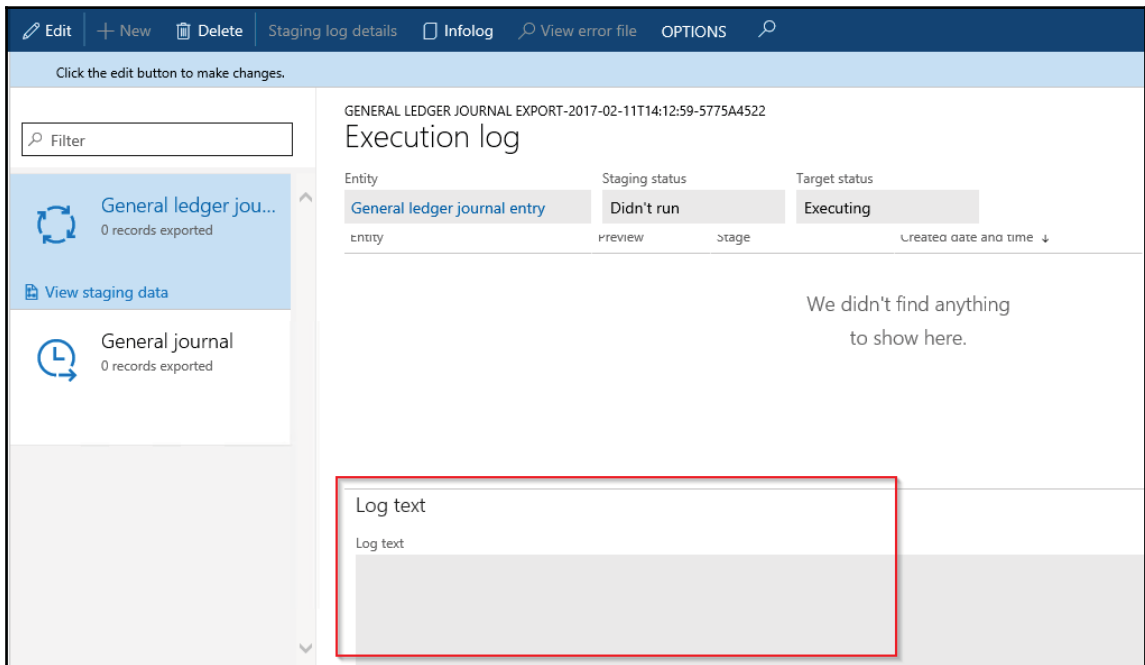 Edit + New Delete Staging log details Infolog View error file OPTIONS
Click the edit button to make changes.
Filter
General ledger jou...
0 records exported
View staging data
General journal
0 records exported
GENERAL LEDGER JOURNAL EXPORT-2017-02-11T14:12:59-5775A4522
Execution log
Entity Staging status Target status
General ledger journal entry Didn't run Executing
Entity Preview Stage Created date and time ↓
We didn't find anything
to show here.
Log text
Log text